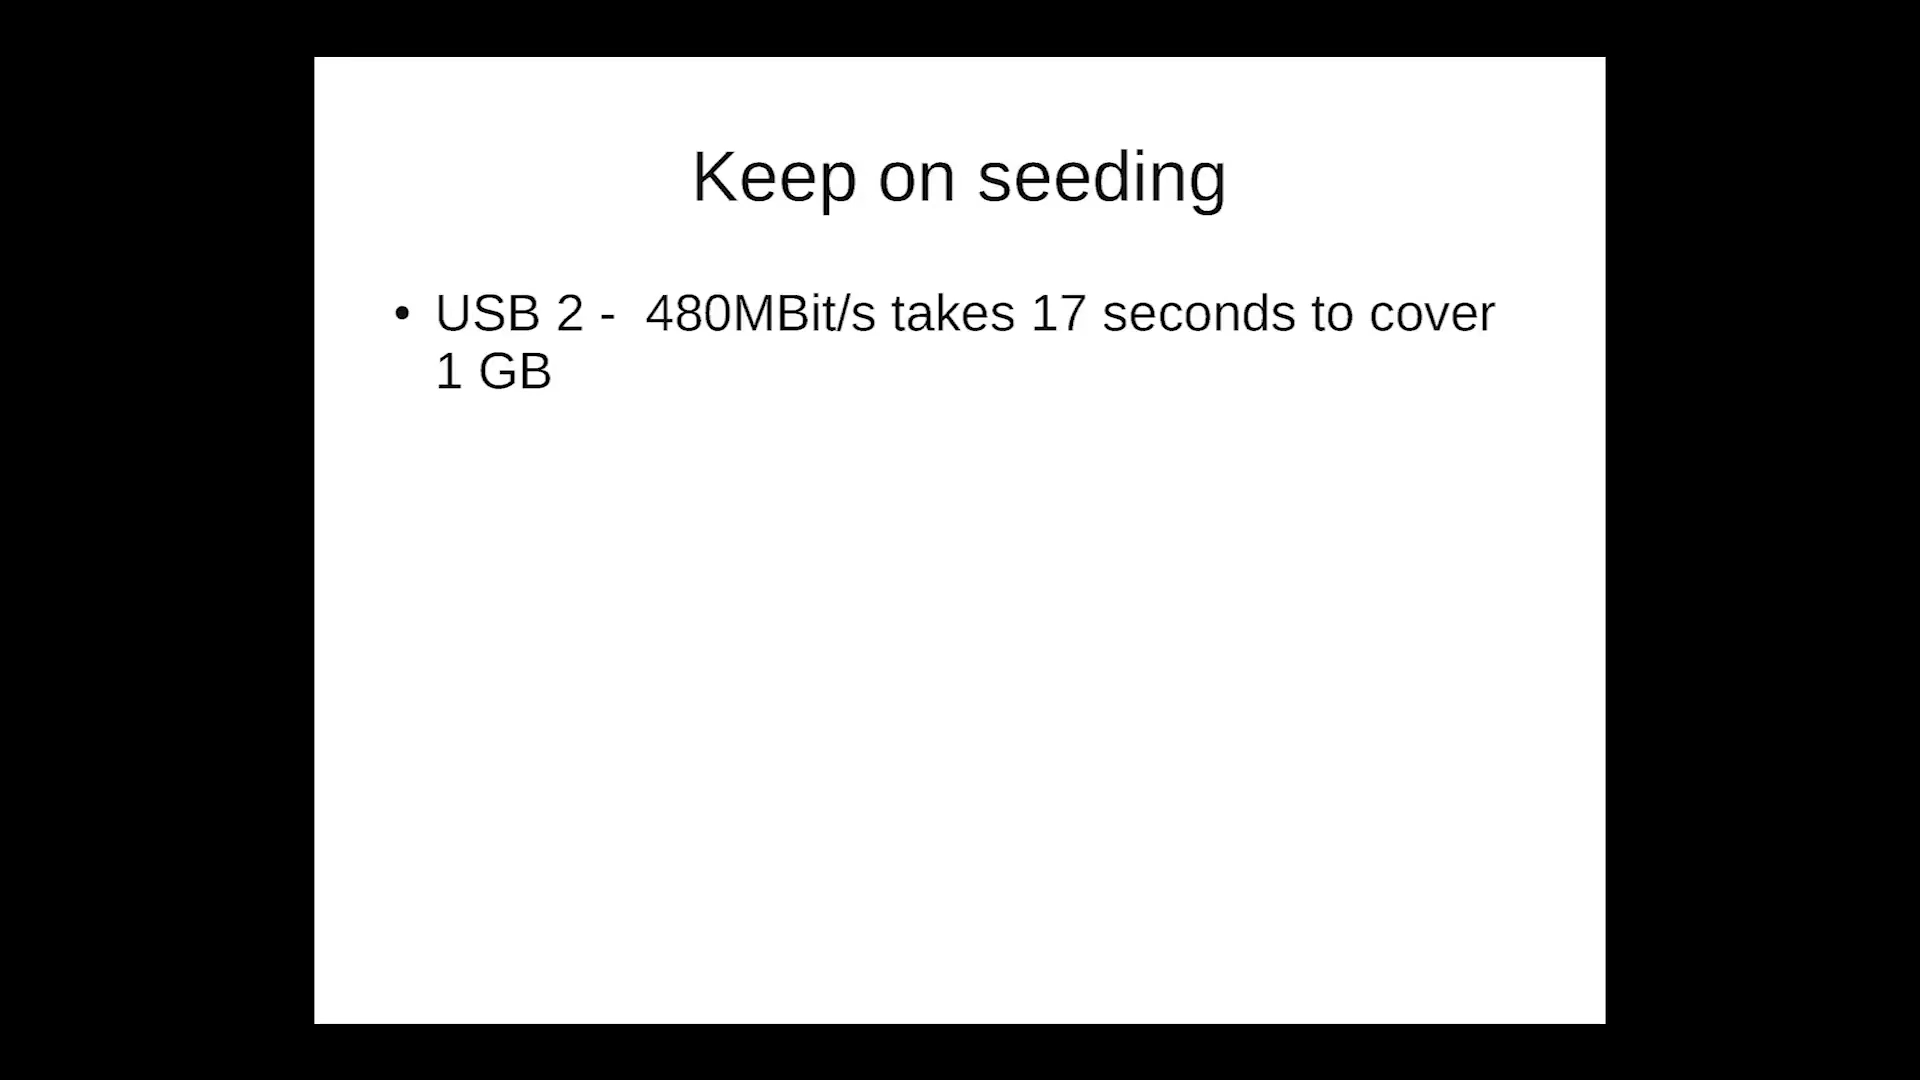 Keep on seeding
• USB 2 -  480MBit/s takes 17 seconds to cover
1 GB